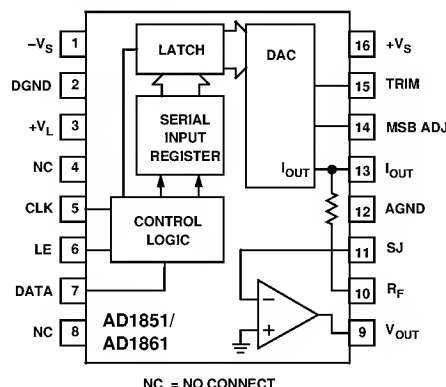 −VS 1
DGND 2
+VL 3
NC 4
CLK 5
LE 6
DATA 7
NC 8
LATCH
SERIAL
INPUT
REGISTER
CONTROL
LOGIC
DAC
IOUT
AD1851/
AD1861
−
+
16 +VS
15 TRIM
14 MSB ADJ
13 IOUT
12 AGND
11 SJ
10 RF
9 VOUT
NC = NO CONNECT